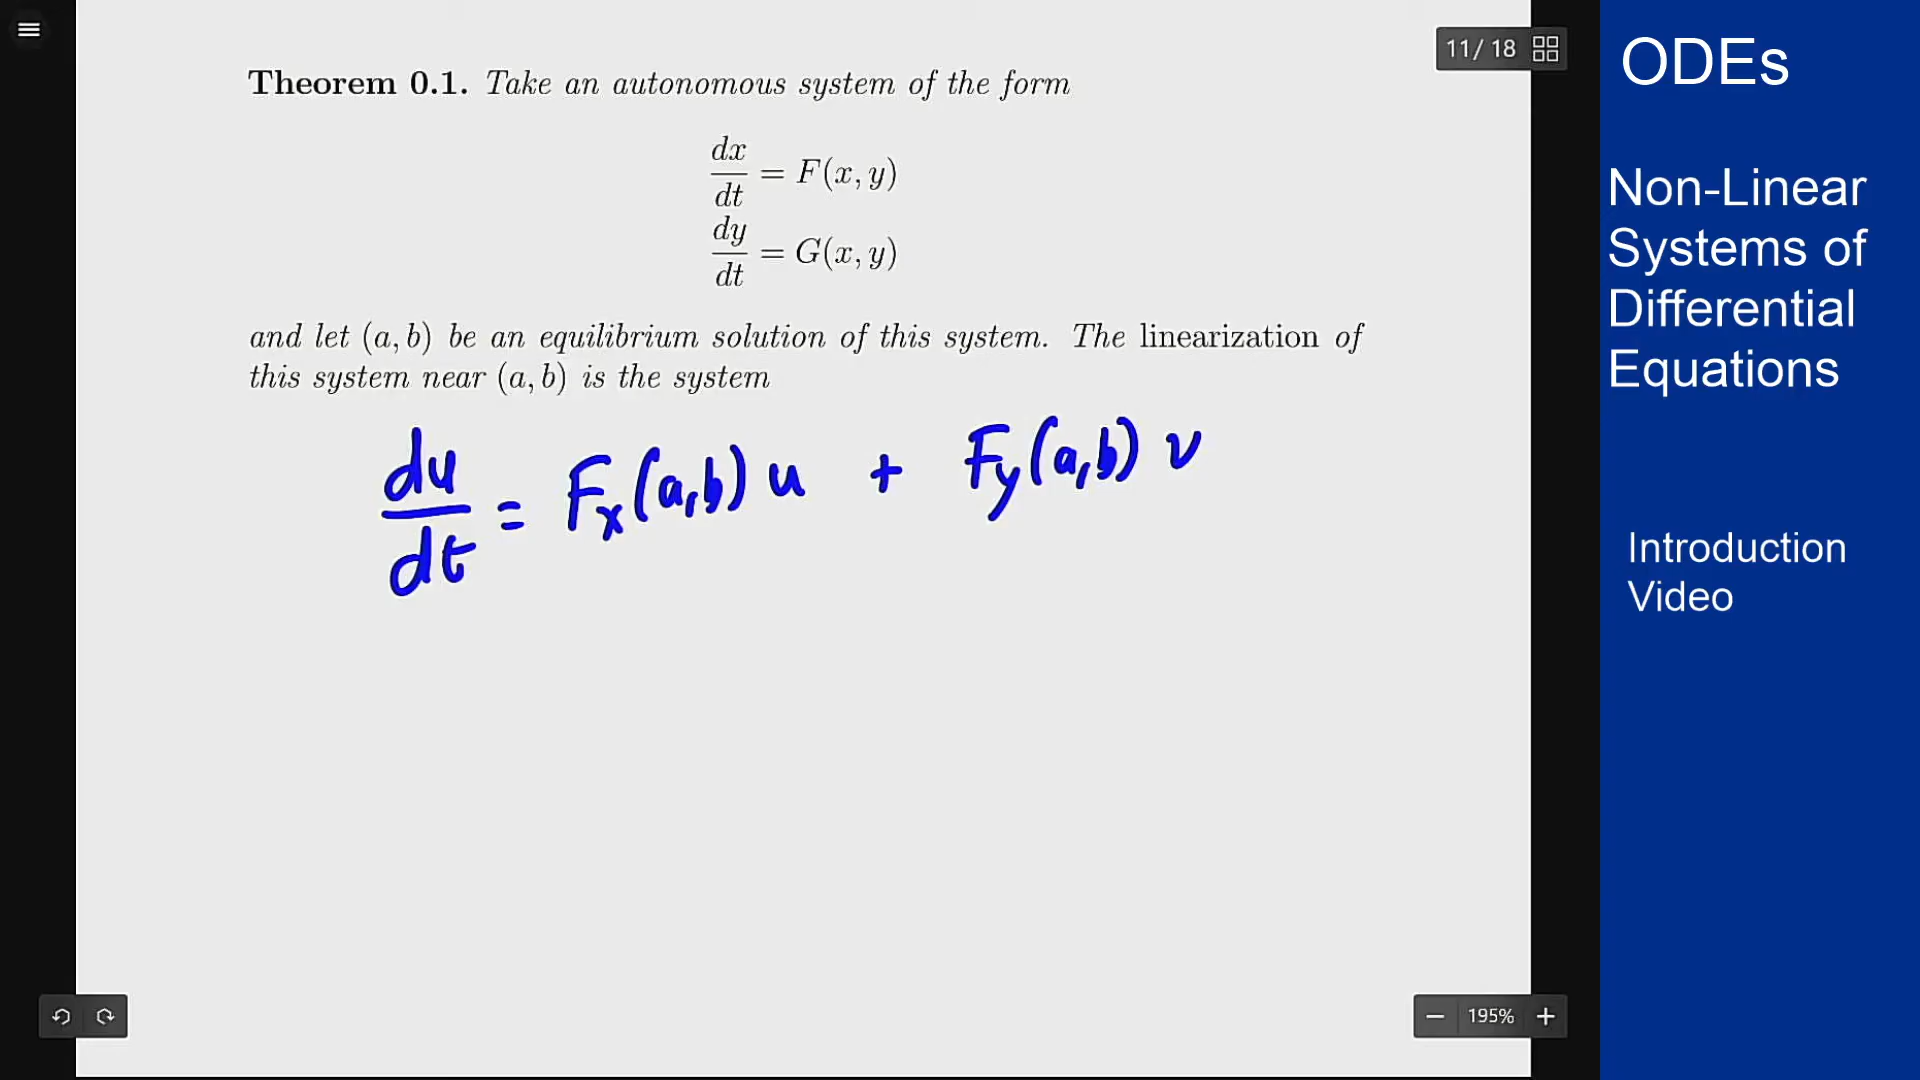 11/ 18
Theorem 0.1. Take an autonomous system of the form
dx/dt = F(x, y)
dy/dt = G(x, y)
and let (a, b) be an equilibrium solution of this system. The linearization of
this system near (a, b) is the system
du/dt = F_x(a,b) u + F_y(a,b) v
195%
ODEs
Non-Linear
Systems of
Differential
Equations
Introduction
Video